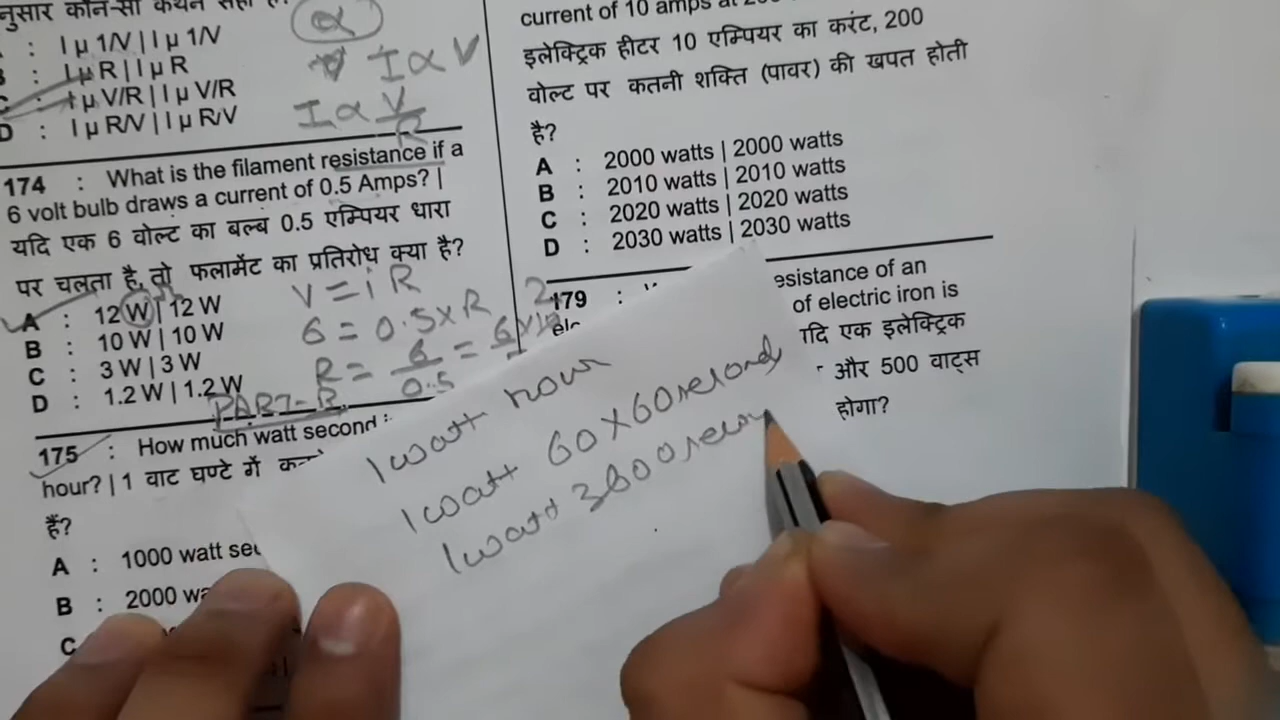 नुसार कौन-सा कथन सही
: I µ 1/V | I µ 1/V
: I µ R | I µ R
C : I µ V/R | I µ V/R
D : I µ R/V | I µ R/V
α
I α V
I α V/R
174 : What is the filament resistance if a
6 volt bulb draws a current of 0.5 Amps? |
यदि एक 6 वोल्ट का बल्ब 0.5 एम्पियर धारा
पर चलता है, तो फलामेंट का प्रतिरोध क्या है?
A : 12 W | 12 W
B : 10 W | 10 W
C : 3 W | 3 W
D : 1.2 W | 1.2 W
V = i R
6 = 0.5 × R
R = 6/0.5 = 6
PART-B
175 : How much watt second
hour? | 1 वाट घण्टे में
हैं?
A : 1000 watt sec
B : 2000 wa
C
current of 10 amps at
इलेक्ट्रिक हीटर 10 एम्पियर का करंट, 200
वोल्ट पर कतनी शक्ति (पावर) की खपत होती
है?
A : 2000 watts | 2000 watts
B : 2010 watts | 2010 watts
C : 2020 watts | 2020 watts
D : 2030 watts | 2030 watts
179 :
esistance of an
of electric iron is
दि एक इलेक्ट्रिक
और 500 वाट्स
होगा?
1 watt hour
1 watt 60×60 seconds
1 watt 3600 secon